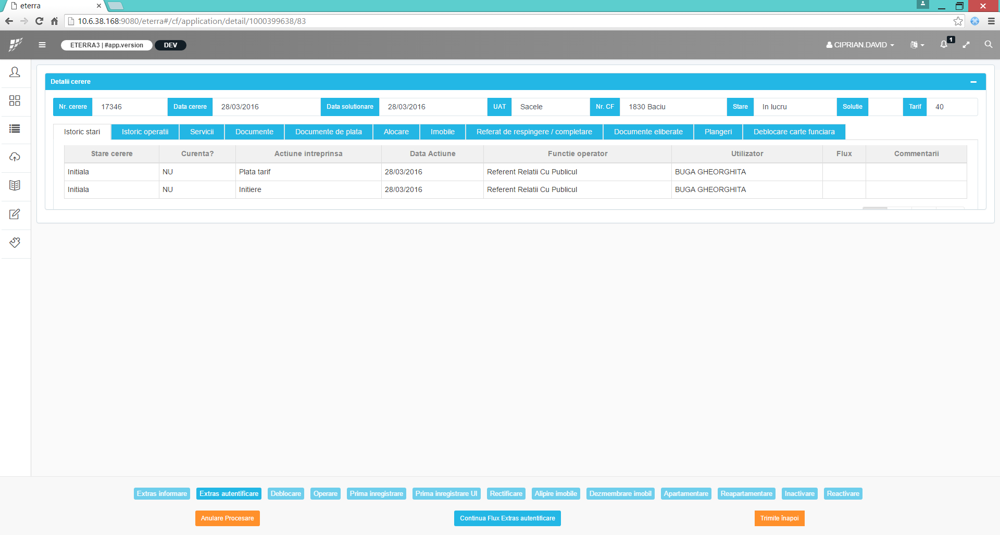 eterra
10.6.38.168:9080/eterra#/cf/application/detail/1000399638/83
ETERRA3 | #app.version DEV CIPRIAN.DAVID 1
Detalii cerere
Nr. cerere 17346 Data cerere 28/03/2016 Data solutionare 28/03/2016 UAT Sacele Nr. CF 1830 Baciu Stare In lucru Solutie Tarif 40
Istoric stari Istoric operatii Servicii Documente Documente de plata Alocare Imobile Referat de respingere / completare Documente eliberate Plangeri Deblocare carte funciara
Stare cerere Curenta? Actiune intreprinsa Data Actiune Functie operator Utilizator Flux Commentarii
Initiala NU Plata tarif 28/03/2016 Referent Relatii Cu Publicul BUGA GHEORGHITA
Initiala NU Initiere 28/03/2016 Referent Relatii Cu Publicul BUGA GHEORGHITA
Extras informare Extras autentificare Deblocare Operare Prima inregistrare Prima inregistrare UI Rectificare Alipire imobile Dezmembrare imobil Apartamentare Reapartamentare Inactivare Reactivare
Anulare Procesare Continua Flux Extras autentificare Trimite înapoi